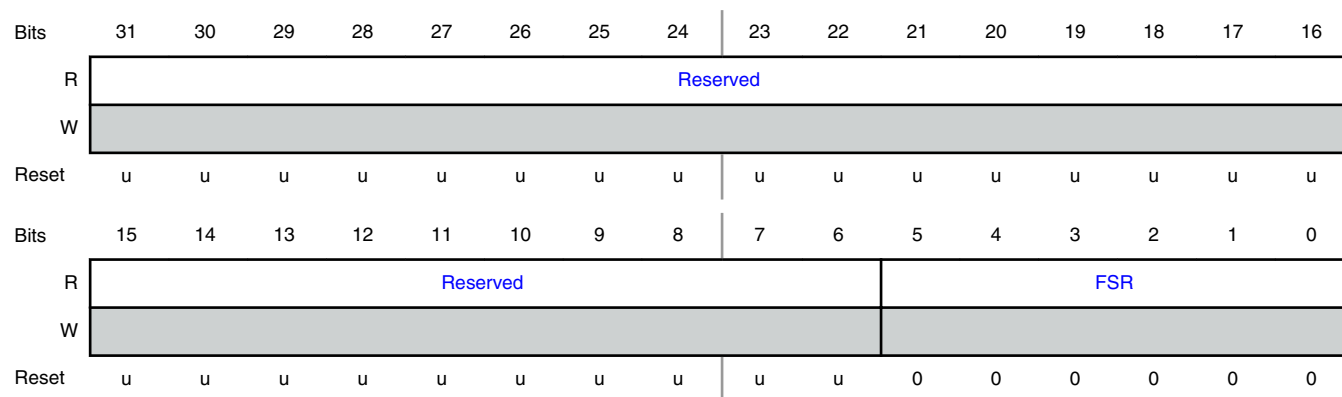 Bits 31 30 29 28 27 26 25 24 23 22 21 20 19 18 17 16
R Reserved
W
Reset u u u u u u u u u u u u u u u u
Bits 15 14 13 12 11 10 9 8 7 6 5 4 3 2 1 0
R Reserved FSR
W
Reset u u u u u u u u u u 0 0 0 0 0 0